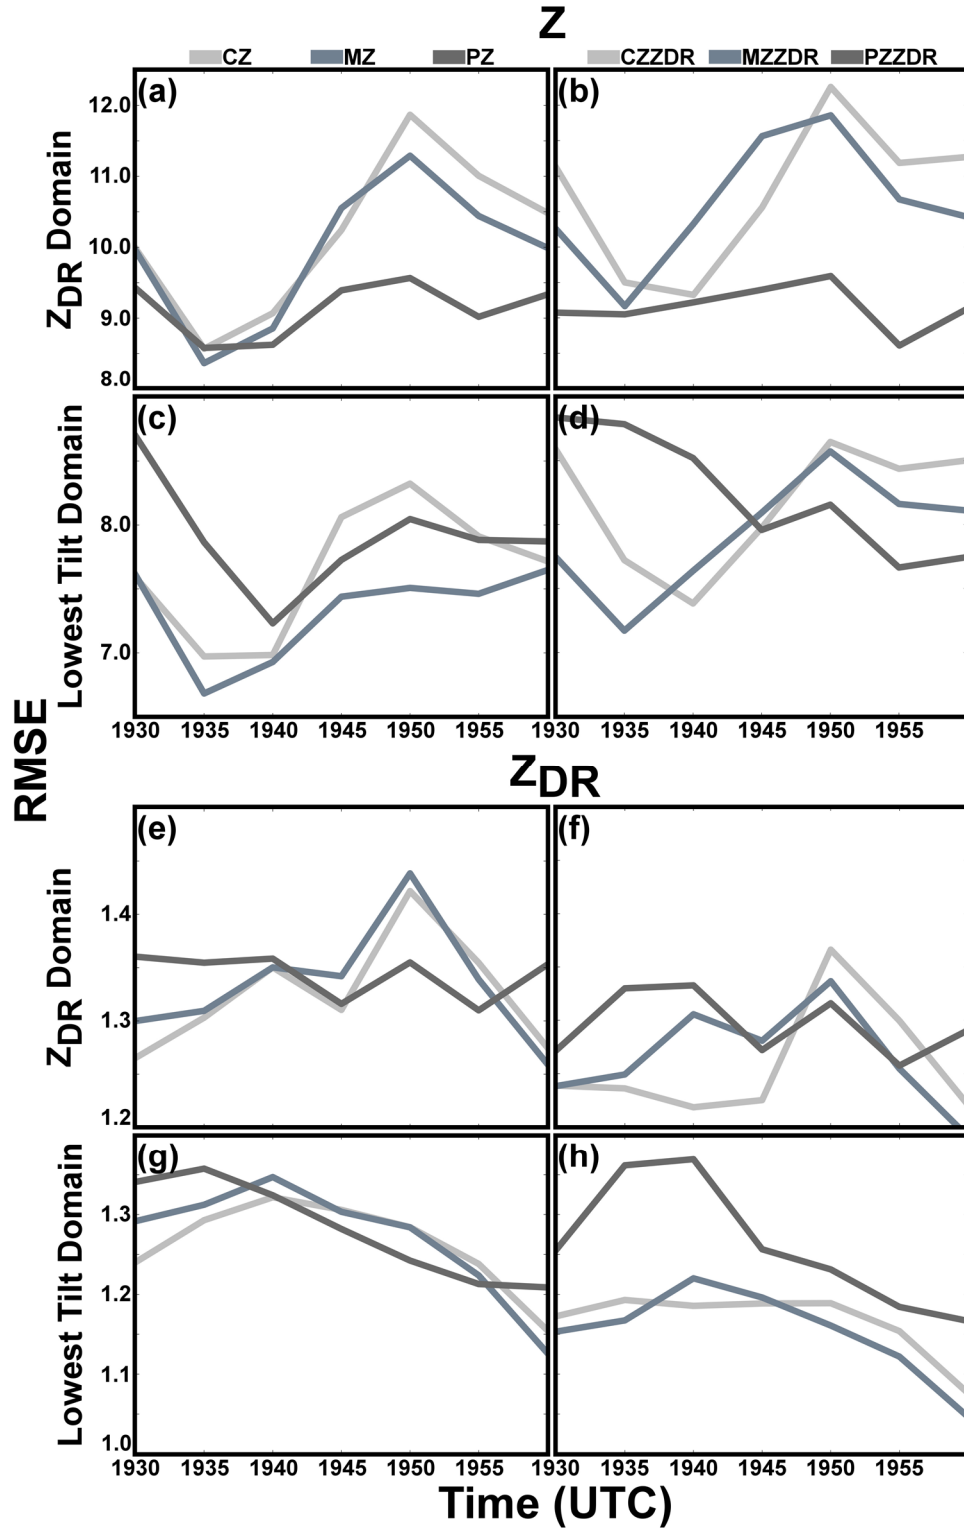 Z
CZ MZ PZ CZZDR MZZDR PZZDR
(a) (b)
12.0
11.0
10.0
9.0
8.0
ZDR Domain
(c) (d)
8.0
7.0
Lowest Tilt Domain
1930 1935 1940 1945 1950 1955 1930 1935 1940 1945 1950 1955
RMSE
ZDR
(e) (f)
1.4
1.3
1.2
ZDR Domain
(g) (h)
1.3
1.2
1.1
1.0
Lowest Tilt Domain
1930 1935 1940 1945 1950 1955 1930 1935 1940 1945 1950 1955
Time (UTC)